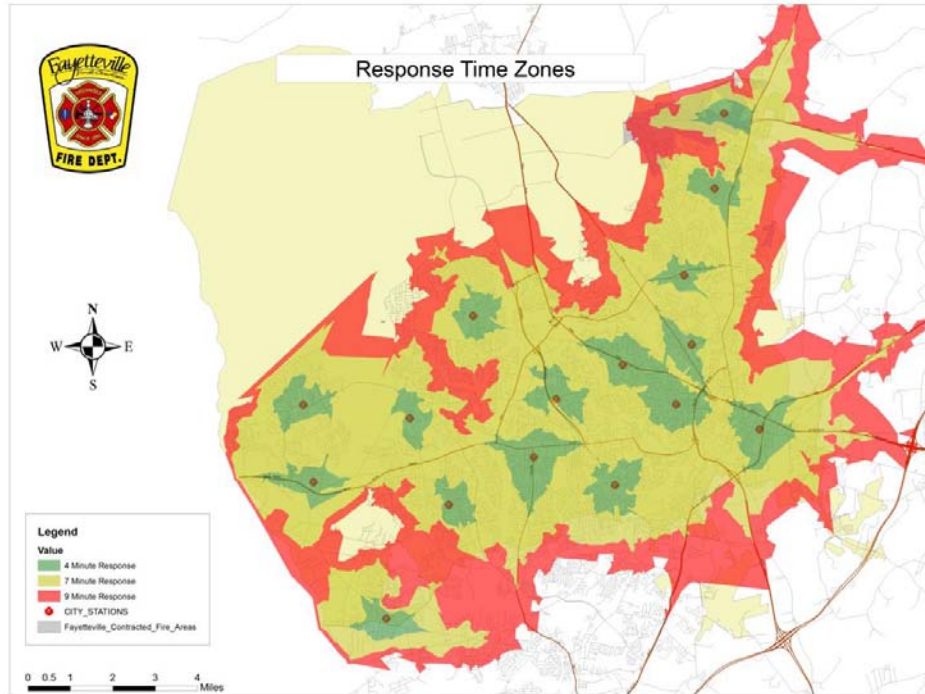 Response Time Zones
Fayetteville
FIRE DEPT.
N
W E
S
Legend
Value
4 Minute Response
7 Minute Response
9 Minute Response
CITY_STATIONS
Fayetteville_Contracted_Fire_Areas
0 0.5 1 2 3 4
Miles